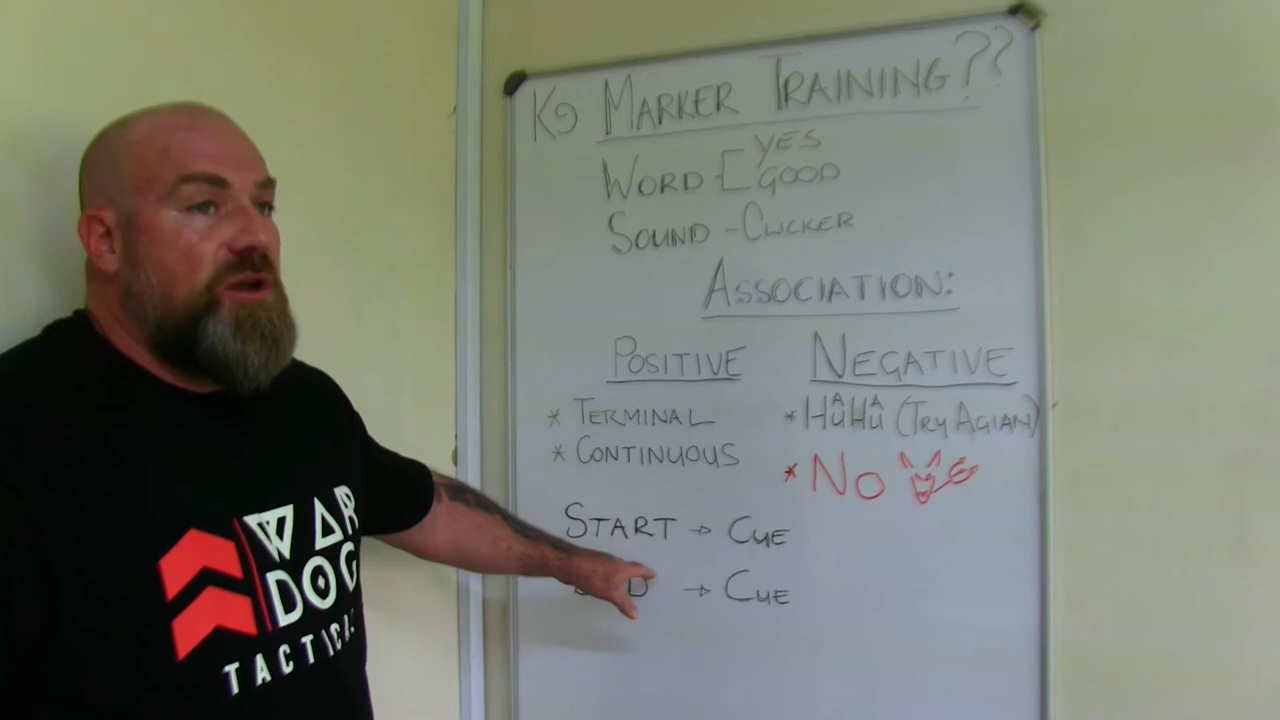 K9 MARKER TRAINING??
WORD - [ YES
GOOD
SOUND - CLICKER
ASSOCIATION:
POSITIVE NEGATIVE
* TERMINAL * HûHû (TRY AGIAN)
* CONTINUOUS * NO
START → CUE
→ CUE
WAR
DOG
TACTICAL